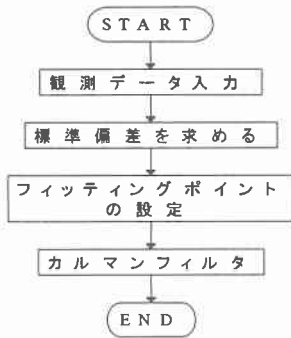 START
観測データ入力
標準偏差を求める
フィッティングポイント
の設定
カルマンフィルタ
END